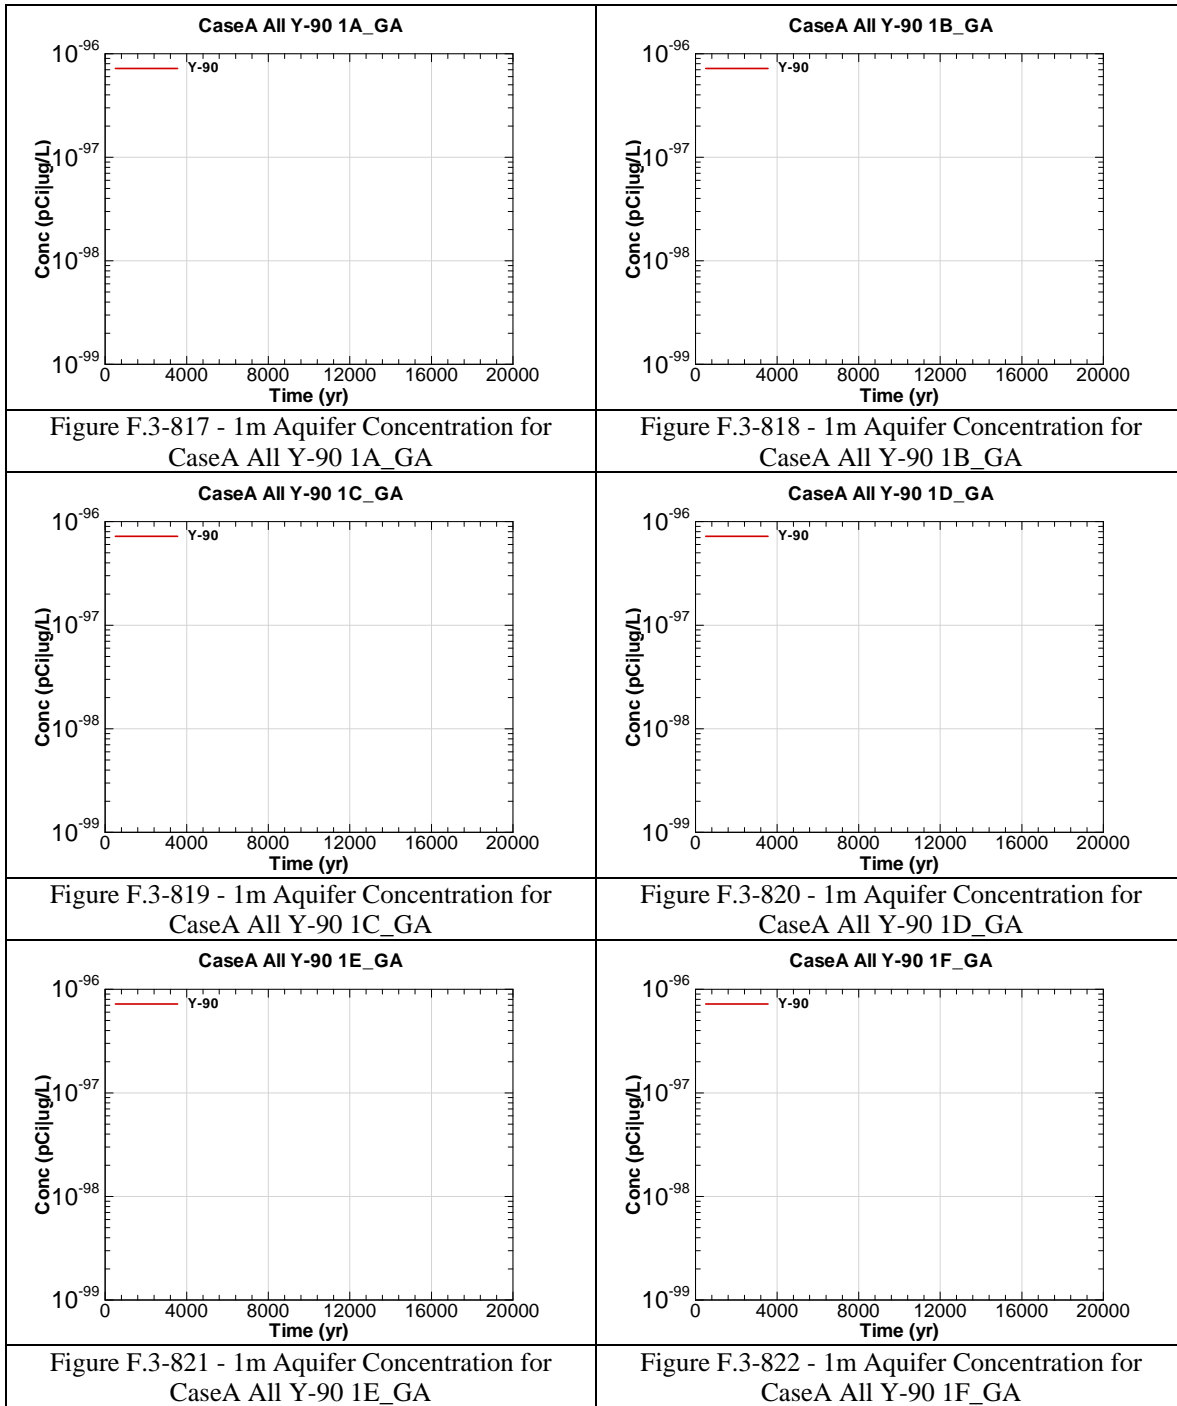 CaseA All Y-90 1A_GA
Y-90
10-96
10-97
10-98
10-99
Conc (pCi|ug/L)
0 4000 8000 12000 16000 20000
Time (yr)
Figure F.3-817 - 1m Aquifer Concentration for
CaseA All Y-90 1A_GA
CaseA All Y-90 1B_GA
Y-90
10-96
10-97
10-98
10-99
Conc (pCi|ug/L)
0 4000 8000 12000 16000 20000
Time (yr)
Figure F.3-818 - 1m Aquifer Concentration for
CaseA All Y-90 1B_GA
CaseA All Y-90 1C_GA
Y-90
10-96
10-97
10-98
10-99
Conc (pCi|ug/L)
0 4000 8000 12000 16000 20000
Time (yr)
Figure F.3-819 - 1m Aquifer Concentration for
CaseA All Y-90 1C_GA
CaseA All Y-90 1D_GA
Y-90
10-96
10-97
10-98
10-99
Conc (pCi|ug/L)
0 4000 8000 12000 16000 20000
Time (yr)
Figure F.3-820 - 1m Aquifer Concentration for
CaseA All Y-90 1D_GA
CaseA All Y-90 1E_GA
Y-90
10-96
10-97
10-98
10-99
Conc (pCi|ug/L)
0 4000 8000 12000 16000 20000
Time (yr)
Figure F.3-821 - 1m Aquifer Concentration for
CaseA All Y-90 1E_GA
CaseA All Y-90 1F_GA
Y-90
10-96
10-97
10-98
10-99
Conc (pCi|ug/L)
0 4000 8000 12000 16000 20000
Time (yr)
Figure F.3-822 - 1m Aquifer Concentration for
CaseA All Y-90 1F_GA